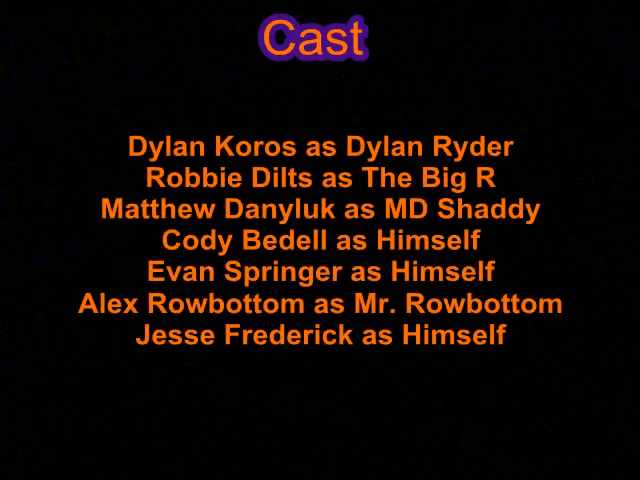 Cast
Dylan Koros as Dylan Ryder
Robbie Dilts as The Big R
Matthew Danyluk as MD Shaddy
Cody Bedell as Himself
Evan Springer as Himself
Alex Rowbottom as Mr. Rowbottom
Jesse Frederick as Himself